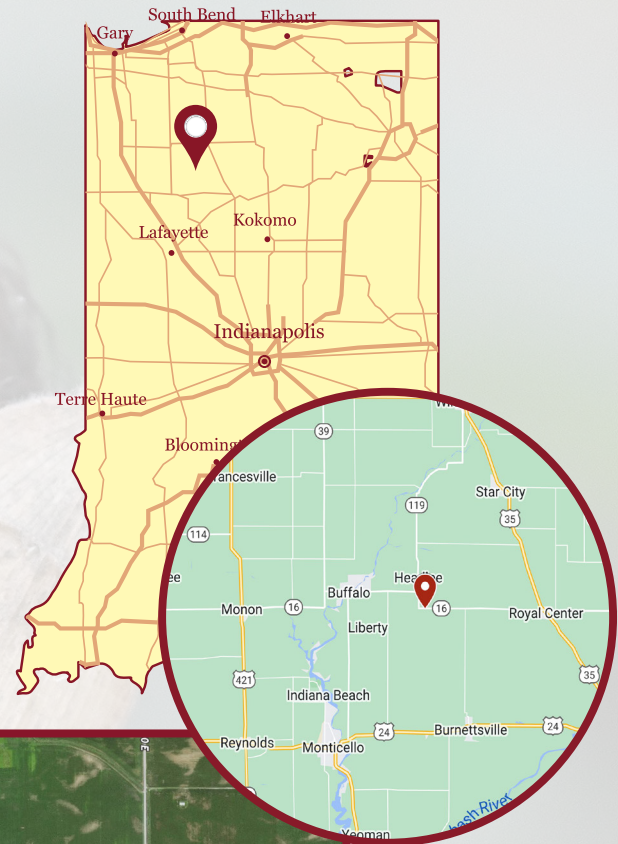 South Bend
Elkhart
Gary
Kokomo
Lafayette
Indianapolis
Terre Haute
39
Star City
119
35
114
Buffalo
Monon
16
16
Royal Center
Liberty
421
35
Indiana Beach
24
Burnettsville
24
Reynolds
Monticello
Yeoman